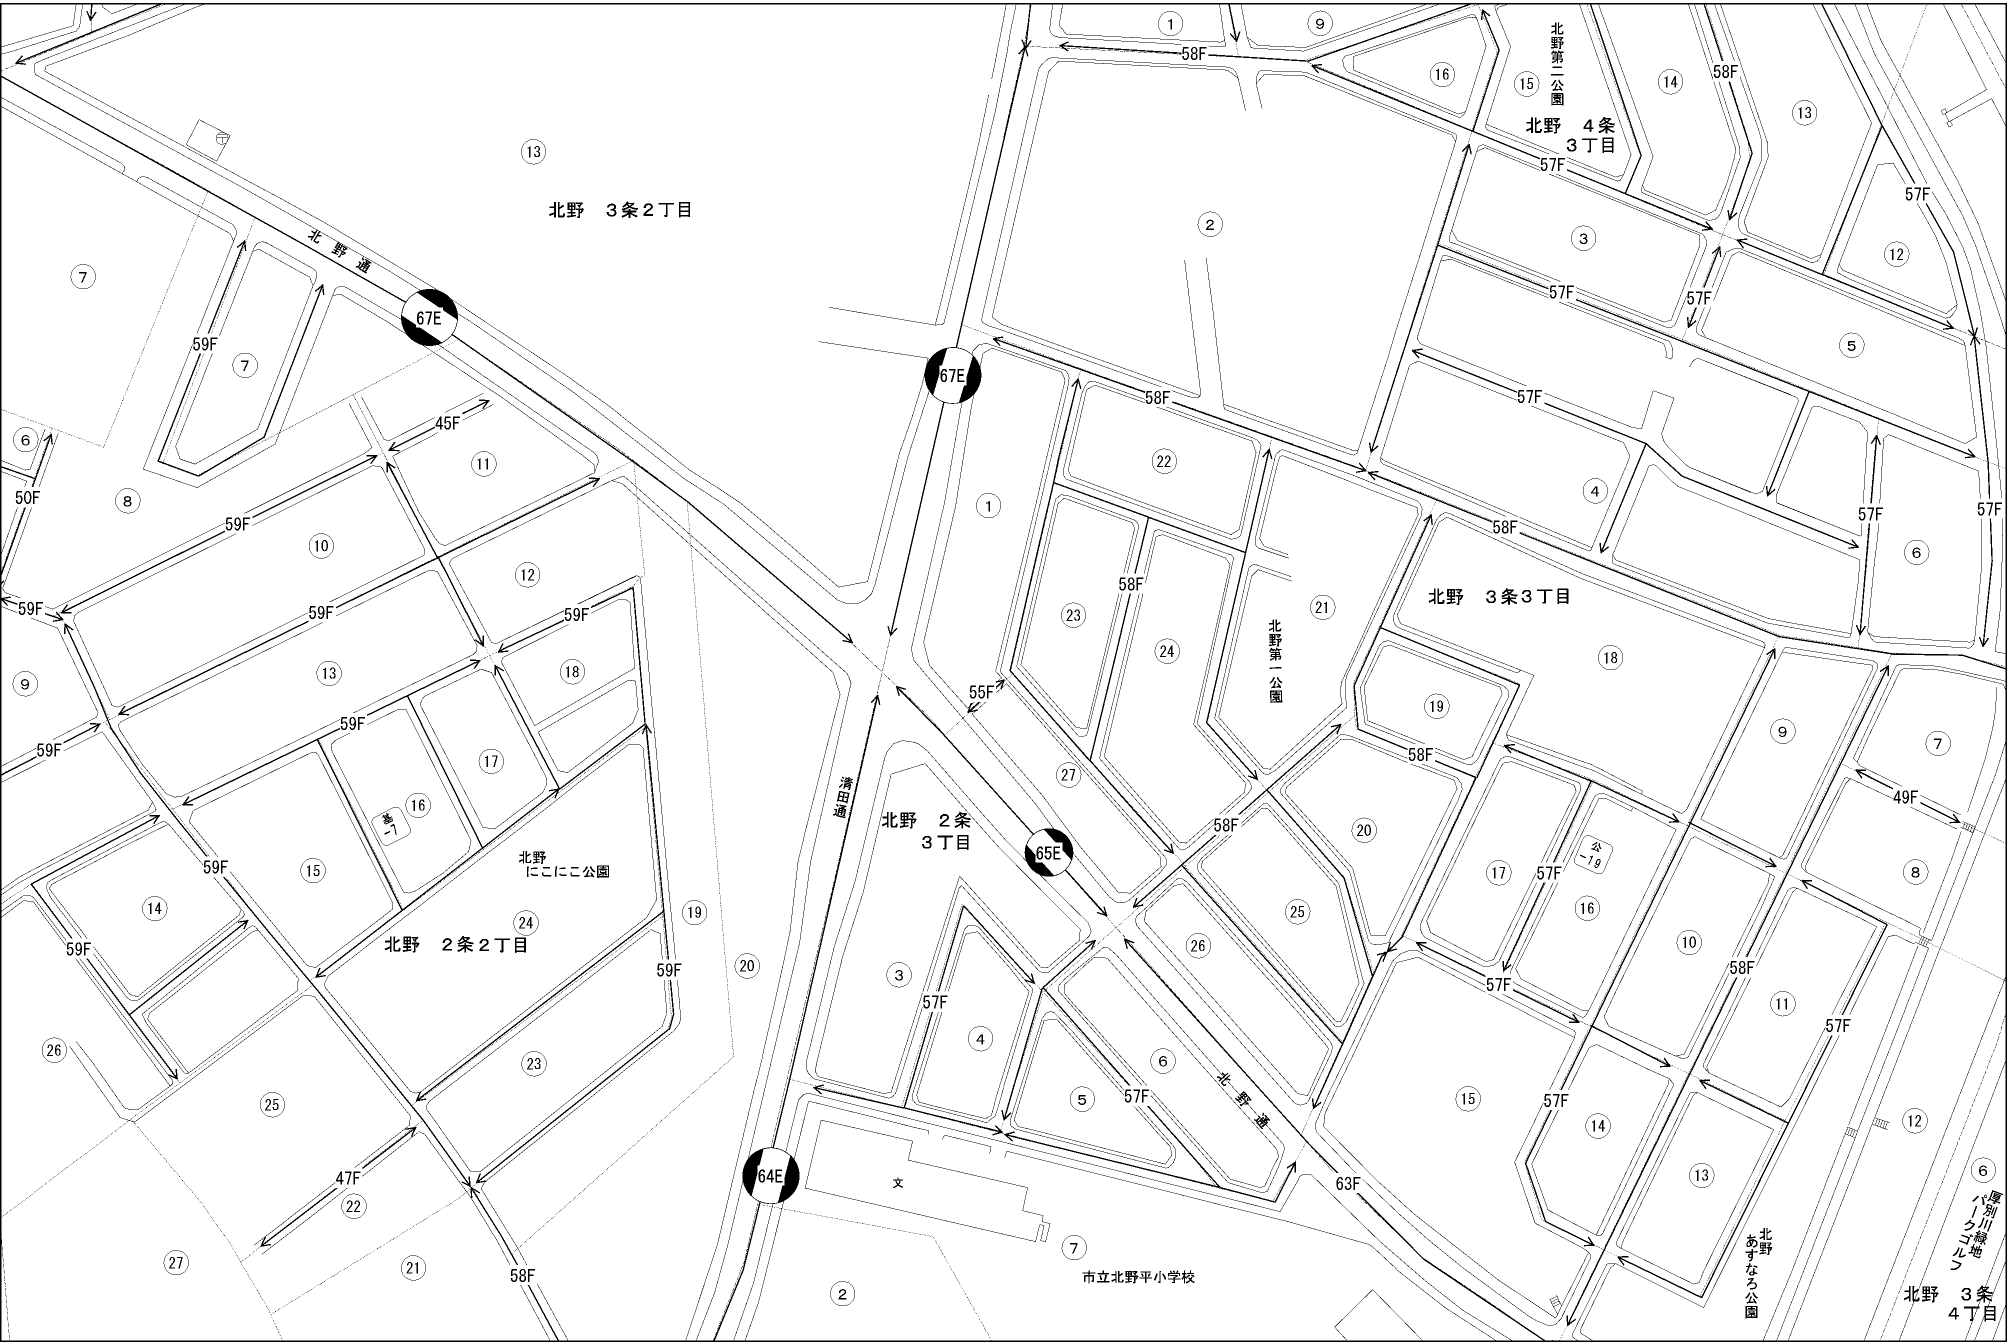 1
9
58F
16
15
北野第二公園
14
58F
13
北野　４条
３丁目
57F
57F
13
北野　３条２丁目
2
3
12
北野通
7
67E
59F
7
57F
57F
5
67E
58F
57F
6
45F
11
22
4
50F
8
59F
10
1
58F
57F
57F
6
12
58F
59F
59F
59F
23
21
北野　３条３丁目
北野第一公園
24
18
9
13
18
55F
19
59F
59F
17
27
58F
9
7
清田通
基
-7
16
北野　２条
３丁目
58F
20
49F
公
-19
59F
15
北野
にこにこ公園
65E
17
57F
8
14
24
19
25
16
59F
北野　２条２丁目
20
3
26
10
59F
57F
57F
58F
11
26
4
57F
23
6
25
5
57F
北野通
15
57F
14
12
47F
22
64E
文
63F
13
6
27
21
58F
2
7
市立北野平小学校
北野
あすなろ公園
厚別川緑地
パークゴルフ
北野　３条
４丁目